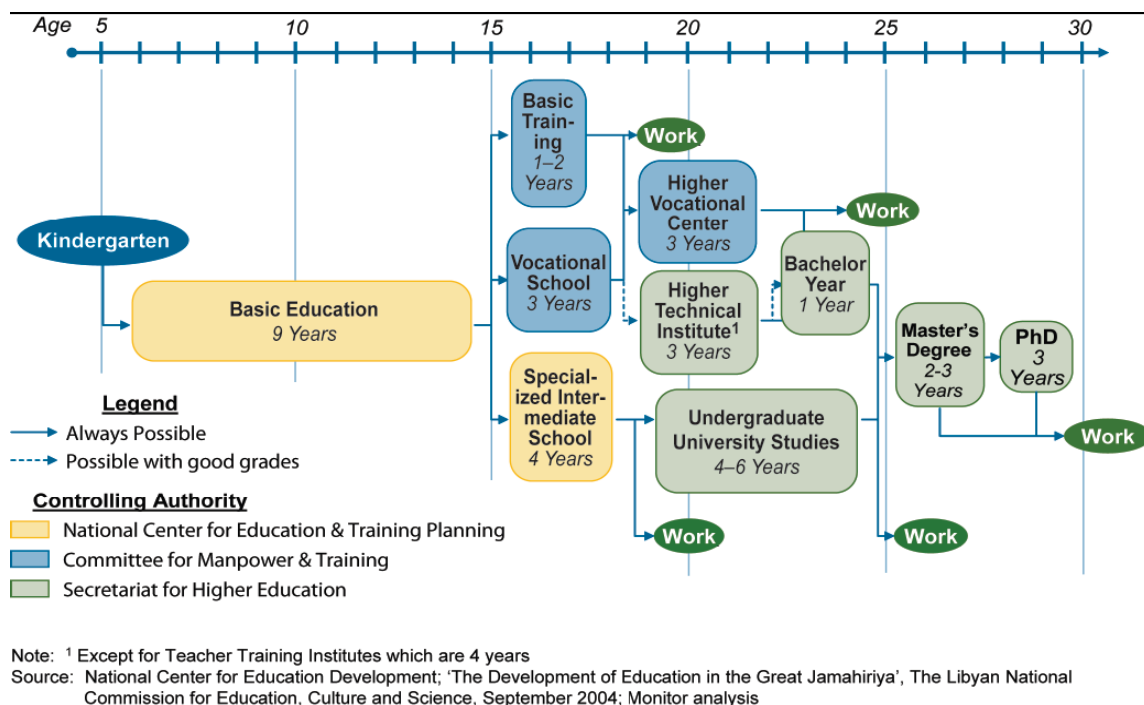 Age 5 10 15 20 25 30
Basic
Train-
ing
1–2
Years
Work
Higher
Vocational
Center
3 Years
Work
Kindergarten
Vocational
School
3 Years
Bachelor
Year
1 Year
Basic Education
9 Years
Higher
Technical
Institute1
3 Years
Master's
Degree
2-3
Years
PhD
3
Years
Special-
ized Inter-
mediate
School
4 Years
Undergraduate
University Studies
4–6 Years
Work
Work
Work
Legend
Always Possible
Possible with good grades
Controlling Authority
National Center for Education & Training Planning
Committee for Manpower & Training
Secretariat for Higher Education
Note: 1 Except for Teacher Training Institutes which are 4 years
Source: National Center for Education Development; 'The Development of Education in the Great Jamahiriya', The Libyan National
Commission for Education, Culture and Science, September 2004; Monitor analysis